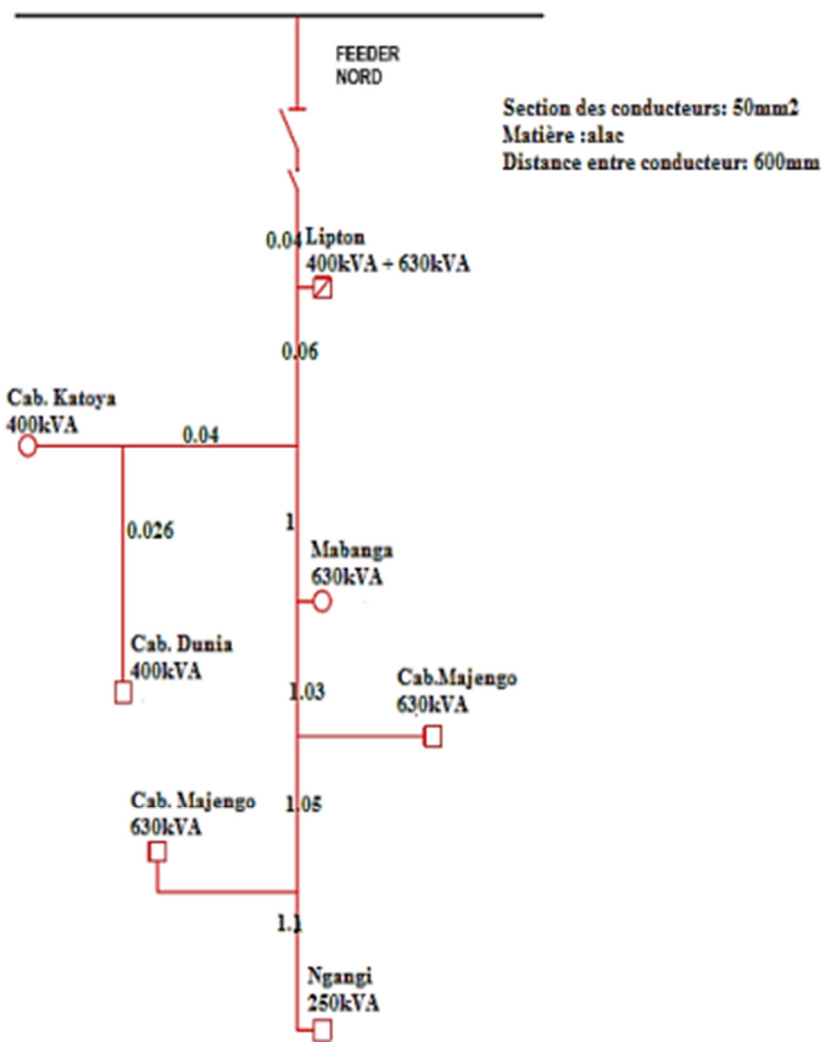 FEEDER
NORD
Section des conducteurs: 50mm2
Matière :alac
Distance entre conducteur: 600mm
0.04
Lipton
400kVA + 630kVA
0.06
Cab. Katoya
400kVA
0.04
0.026
1
Mabanga
630kVA
Cab. Dunia
400kVA
1.03
Cab.Majengo
630kVA
Cab. Majengo
630kVA
1.05
1.1
Ngangi
250kVA